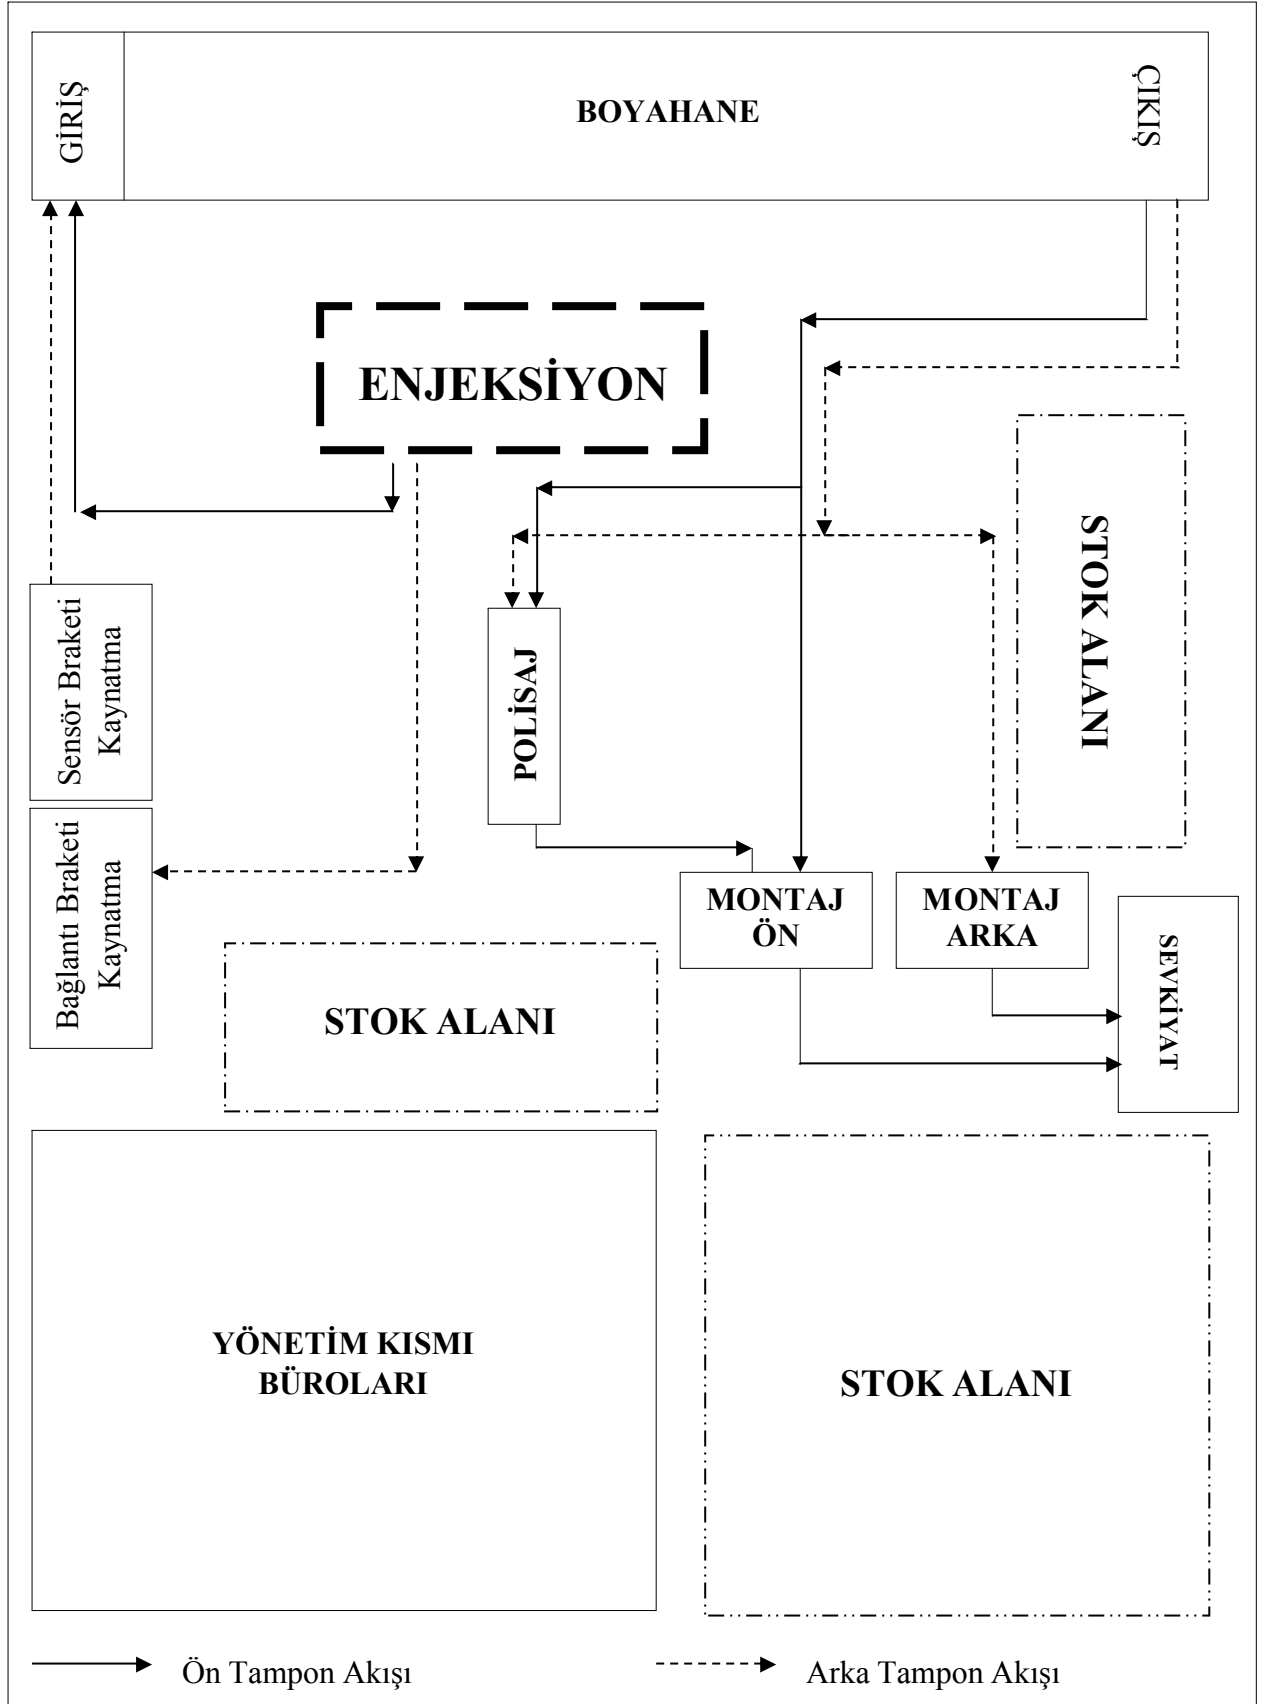 GİRİŞ
BOYAHANE
ÇIKIŞ
ENJEKSİYON
STOK ALANI
Sensör Braketi
Kaynatma
POLİSAJ
Bağlantı Braketi
Kaynatma
MONTAJ
ÖN
MONTAJ
ARKA
SEVKİYAT
STOK ALANI
YÖNETİM KISMI
BÜROLARI
STOK ALANI
Ön Tampon Akışı
Arka Tampon Akışı